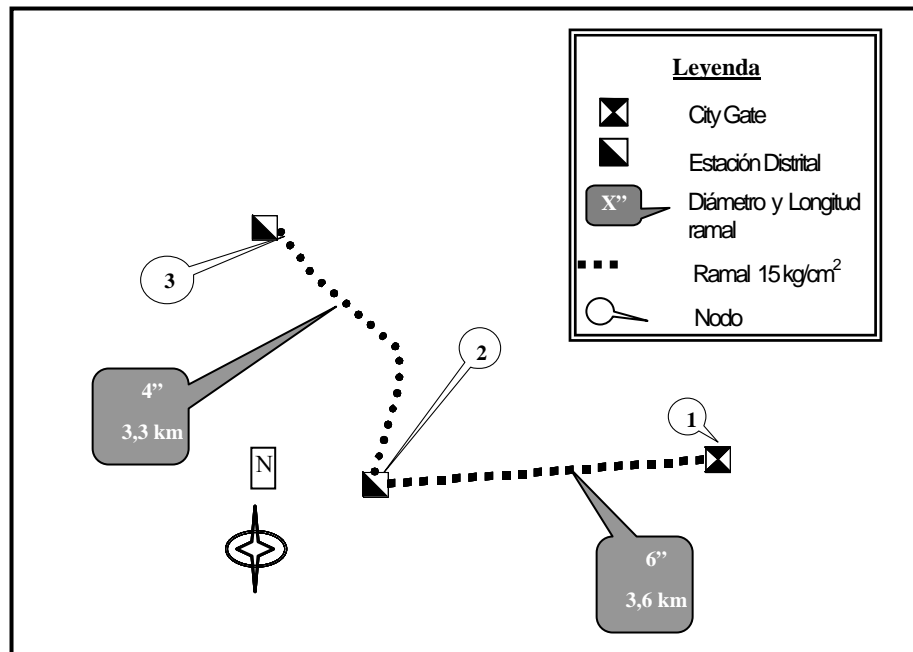 Leyenda
City Gate
Estación Distrital
X”
Diámetro y Longitud
ramal
Ramal 15 kg/cm²
Nodo
3
2
4”
3,3 km
1
N
6”
3,6 km